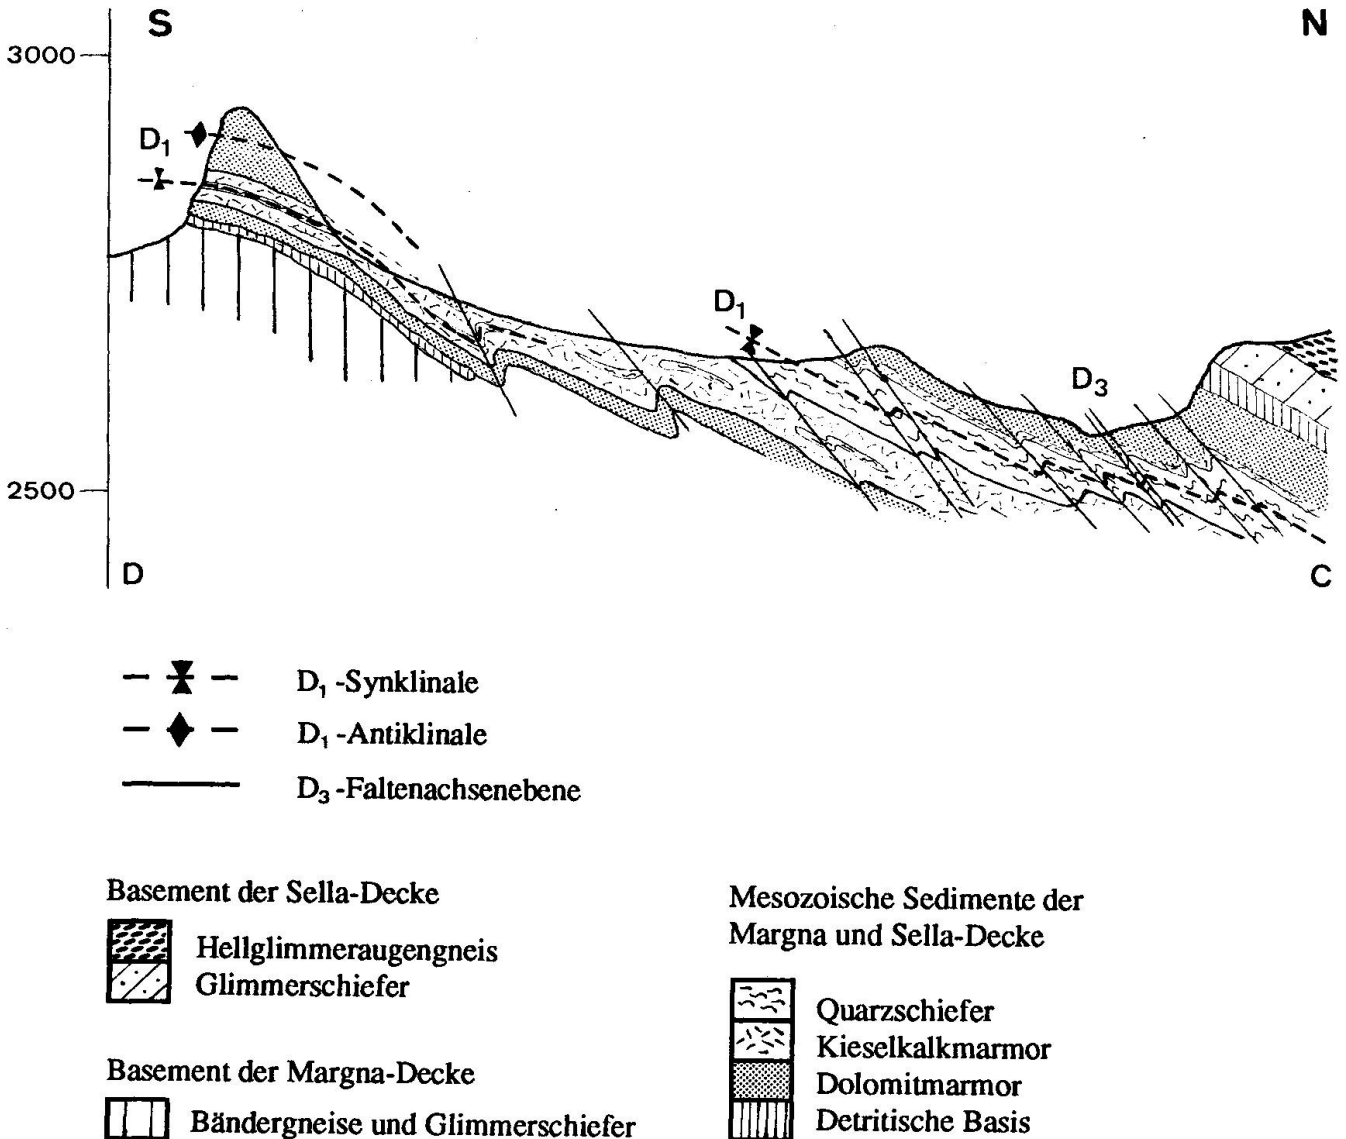 S
N
3000
D₁
D₁
D₃
2500
D
C
D₁ -Synklinale
D₁ -Antiklinale
D₃ -Faltenachsenebene
Basement der Sella-Decke
Hellglimmeraugengneis
Glimmerschiefer
Basement der Margna-Decke
Bändergneise und Glimmerschiefer
Mesozoische Sedimente der
Margna und Sella-Decke
Quarzschiefer
Kieselkalkmarmor
Dolomitmarmor
Detritische Basis